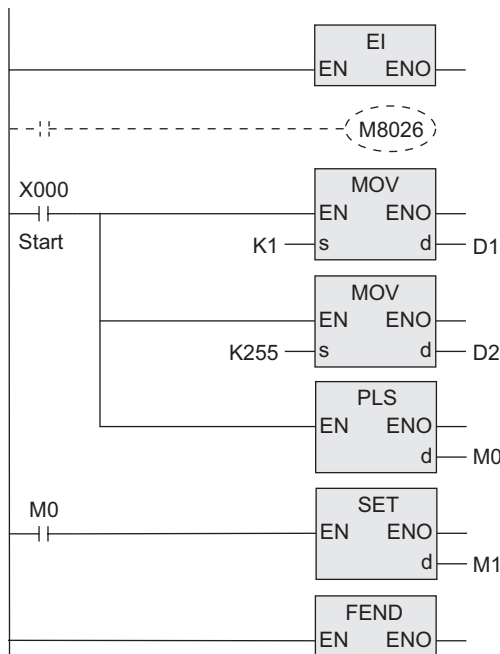 EI
EN ENO
M8026
X000
Start
MOV
EN ENO
K1 s d D1
MOV
EN ENO
K255 s d D2
PLS
EN ENO
d M0
M0
SET
EN ENO
d M1
FEND
EN ENO